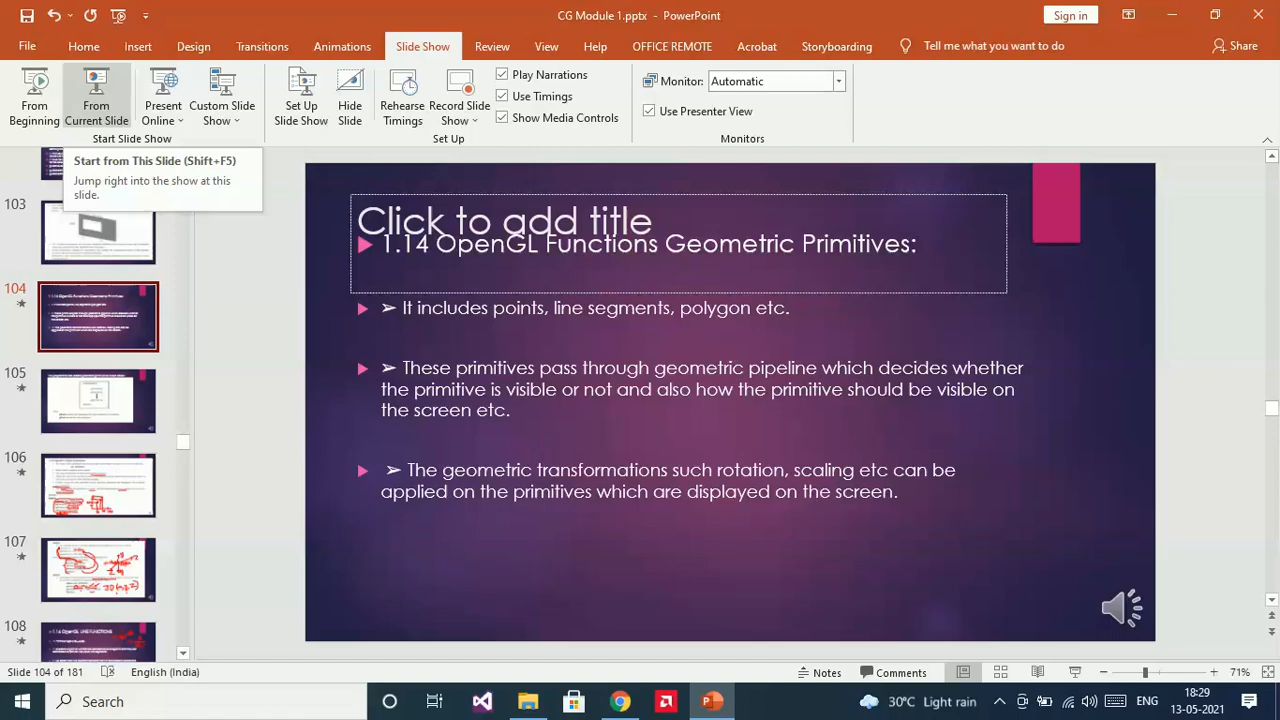 CG Module 1.pptx - PowerPoint
Sign in
File
Home
Insert
Design
Transitions
Animations
Slide Show
Review
View
Help
OFFICE REMOTE
Acrobat
Storyboarding
Tell me what you want to do
Share
From Beginning
From Current Slide
Present Online
Custom Slide Show
Set Up Slide Show
Hide Slide
Rehearse Timings
Record Slide Show
Play Narrations
Use Timings
Show Media Controls
Monitor: Automatic
Use Presenter View
Start Slide Show
Set Up
Monitors
Start from This Slide (Shift+F5)
Jump right into the show at this
slide.
103
104
105
106
107
108
Click to add title
1.14 OpenGL Functions Geometric Primitives:
➢ It includes points, line segments, polygon etc.
➢ These primitives pass through geometric pipeline which decides whether
the primitive is visible or not and also how the primitive should be visible on
the screen etc.
➢ The geometric transformations such rotation, scaling etc can be
applied on the primitives which are displayed on the screen.
Slide 104 of 181
English (India)
Notes
Comments
71%
Search
30°C Light rain
ENG
18:29
13-05-2021